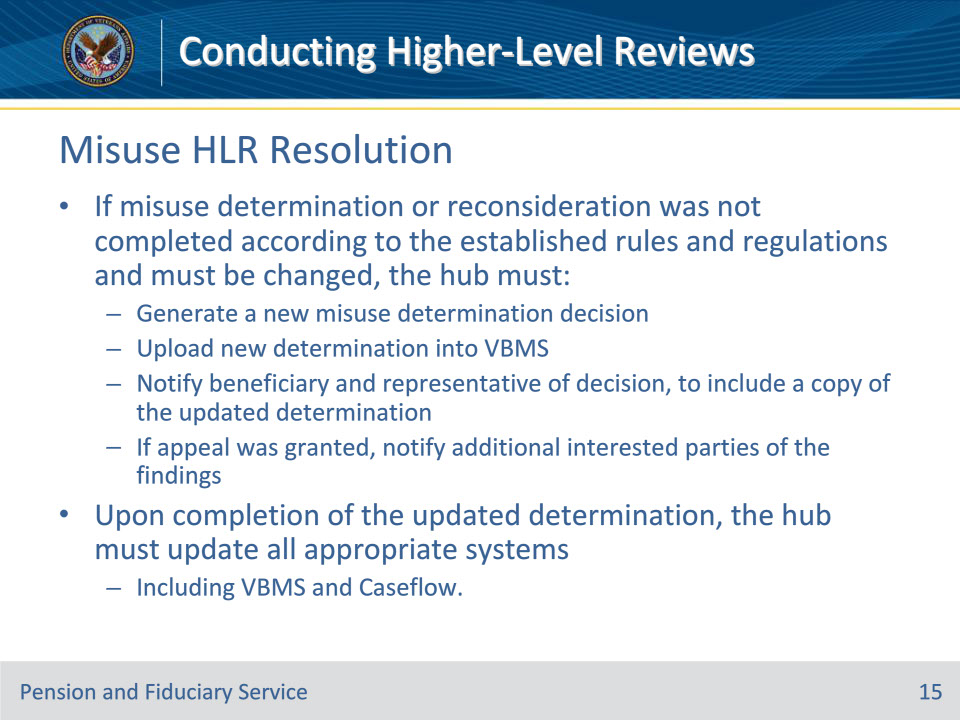 Conducting Higher-Level Reviews
Misuse HLR Resolution
• If misuse determination or reconsideration was not
completed according to the established rules and regulations
and must be changed, the hub must:
– Generate a new misuse determination decision
– Upload new determination into VBMS
– Notify beneficiary and representative of decision, to include a copy of
the updated determination
– If appeal was granted, notify additional interested parties of the
findings
• Upon completion of the updated determination, the hub
must update all appropriate systems
– Including VBMS and Caseflow.
Pension and Fiduciary Service
15